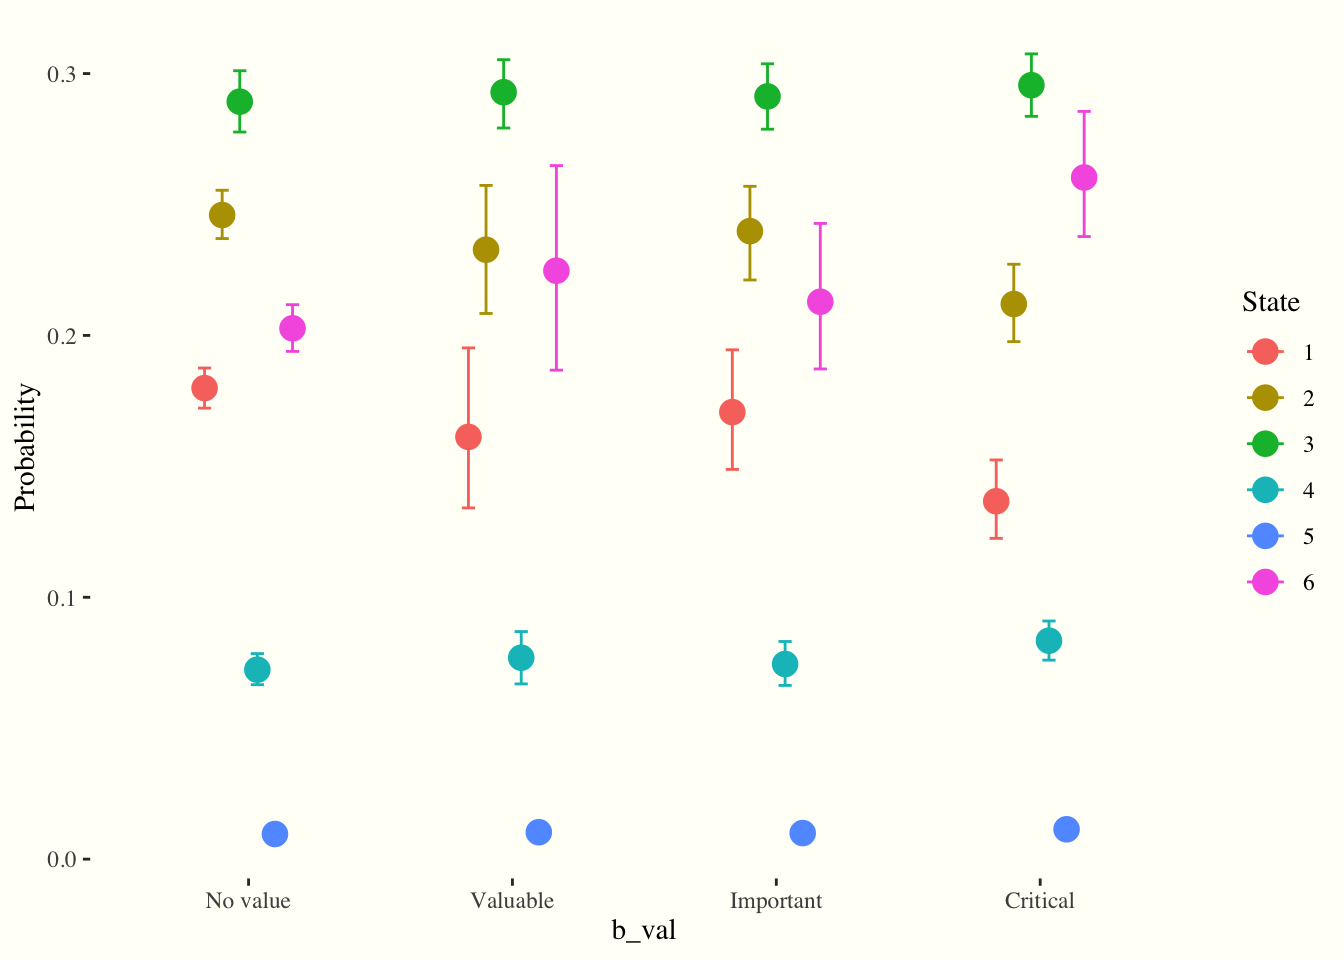 0.3
0.2
0.1
0.0
Probability
No value
Valuable
Important
Critical
b_val
State
1
2
3
4
5
6